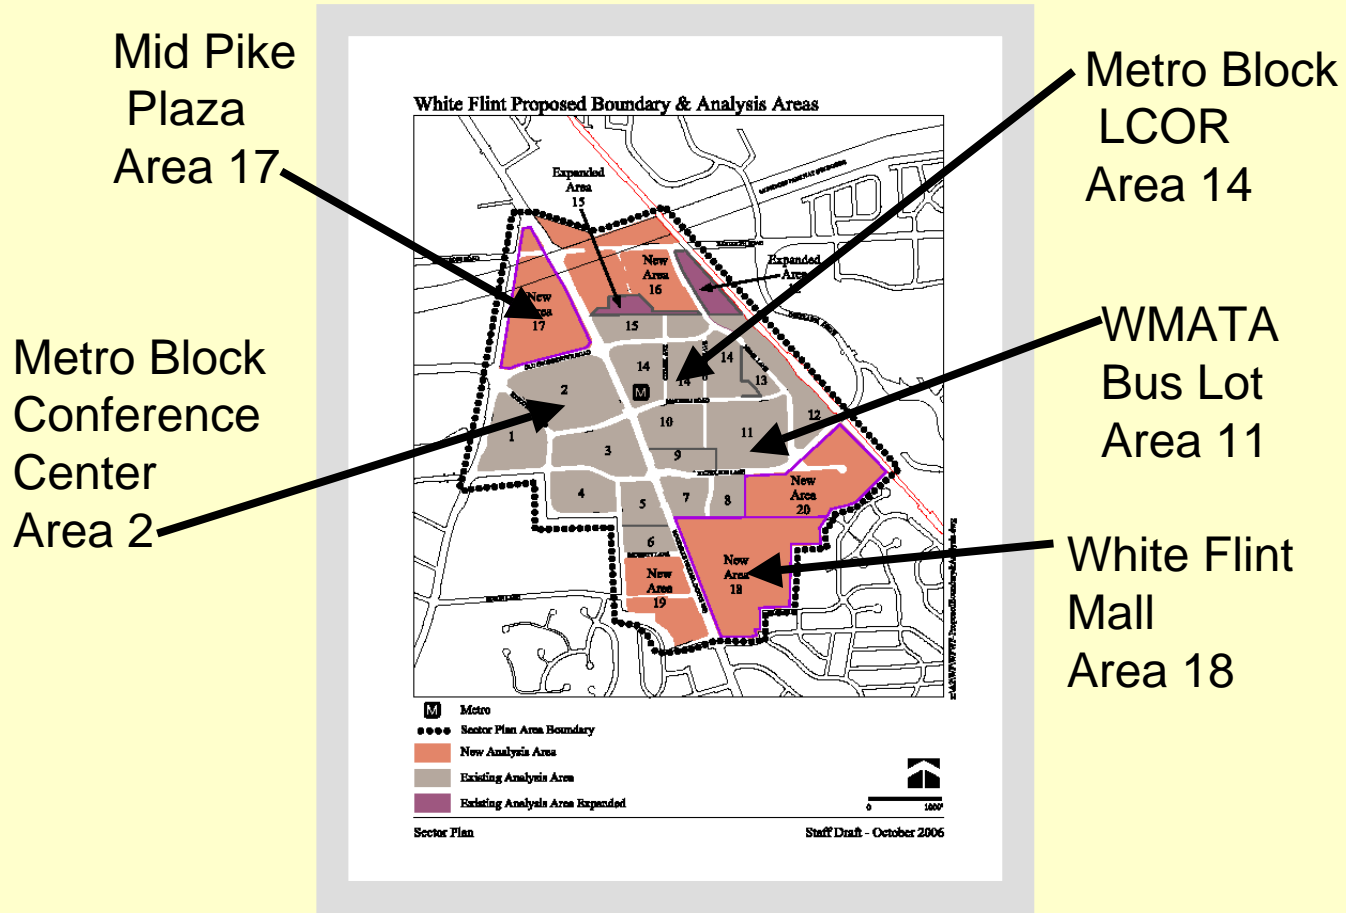 Mid Pike
Plaza
Area 17
Metro Block
Conference
Center
Area 2
Metro Block
LCOR
Area 14
WMATA
Bus Lot
Area 11
White Flint
Mall
Area 18
White Flint Proposed Boundary & Analysis Areas
Expanded
Area
15
Expanded
Area
New
Area
16
New
Area
17
15
14
14
14
13
12
2
1
3
10
11
9
4
5
7
8
6
New
Area
20
New
Area
18
New
Area
19
M
NICHOLSON LANE
M Metro
Sector Plan Area Boundary
New Analysis Area
Existing Analysis Area
Existing Analysis Area Expanded
0 1000'
Sector Plan
Staff Draft - October 2006